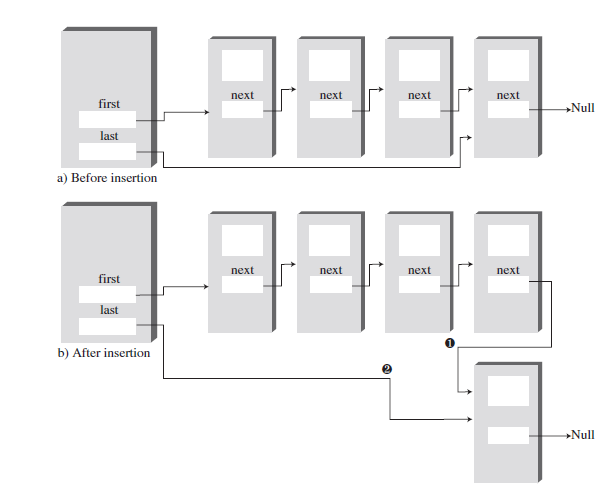 first
last
next
next
next
next
Null
a) Before insertion
first
last
next
next
next
next
b) After insertion
❶
❷
Null